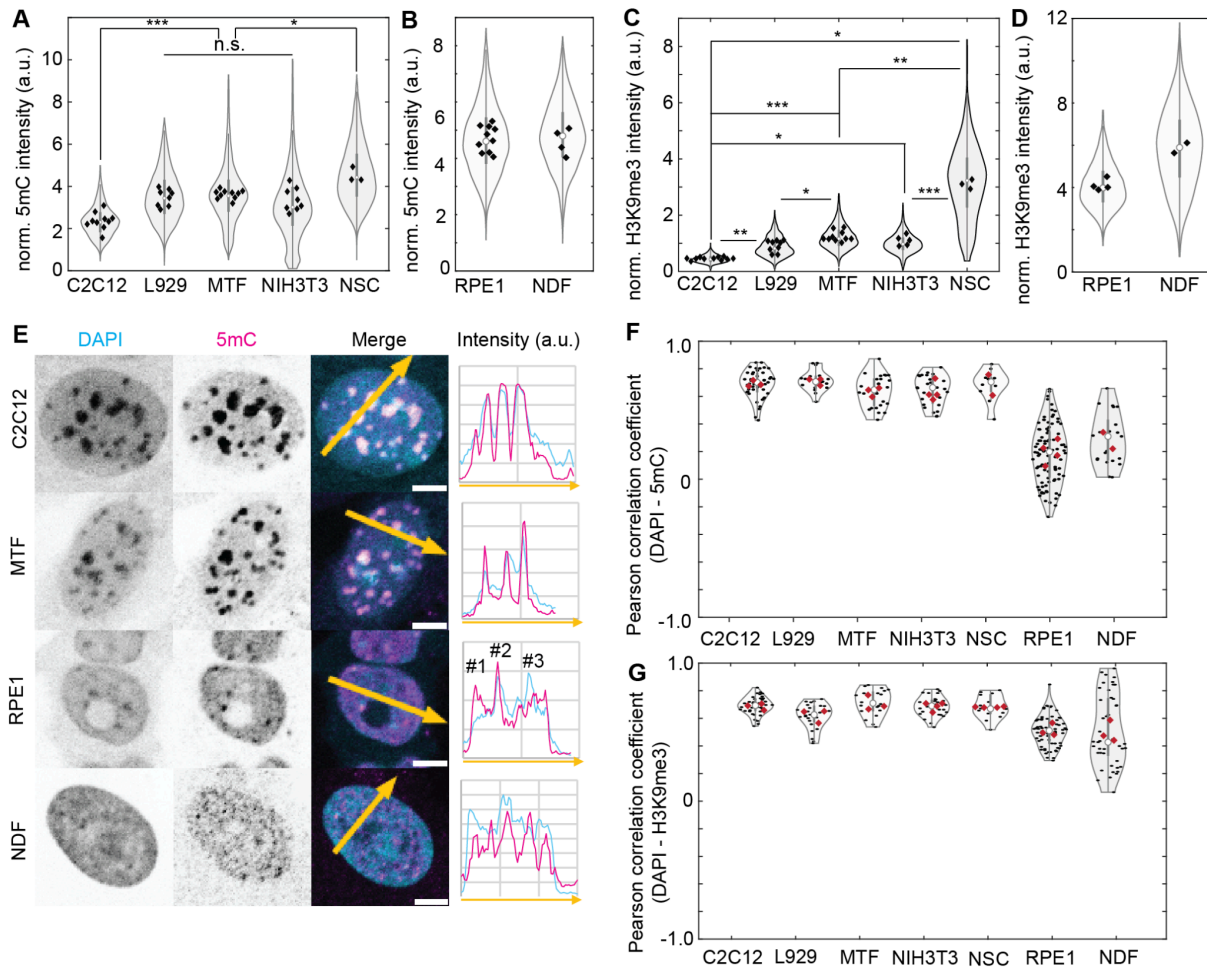 A
norm. 5mC intensity (a.u.)
10
8
6
4
2
0
***
*
n.s.
C2C12 L929 MTF NIH3T3 NSC
B
8
6
4
2
0
RPE1 NDF
C
norm. H3K9me3 intensity (a.u.)
8
6
4
2
0
*
**
***
*
**
*
***
C2C12 L929 MTF NIH3T3 NSC
D
norm. H3K9me3 intensity (a.u.)
12
10
8
6
4
2
0
RPE1 NDF
E
DAPI 5mC Merge Intensity (a.u.)
C2C12
MTF
RPE1
#1 #2 #3
NDF
F
Pearson correlation coefficient
(DAPI - 5mC)
1.0
0
-1.0
C2C12 L929 MTF NIH3T3 NSC RPE1 NDF
G
Pearson correlation coefficient
(DAPI - H3K9me3)
1.0
0
-1.0
C2C12 L929 MTF NIH3T3 NSC RPE1 NDF